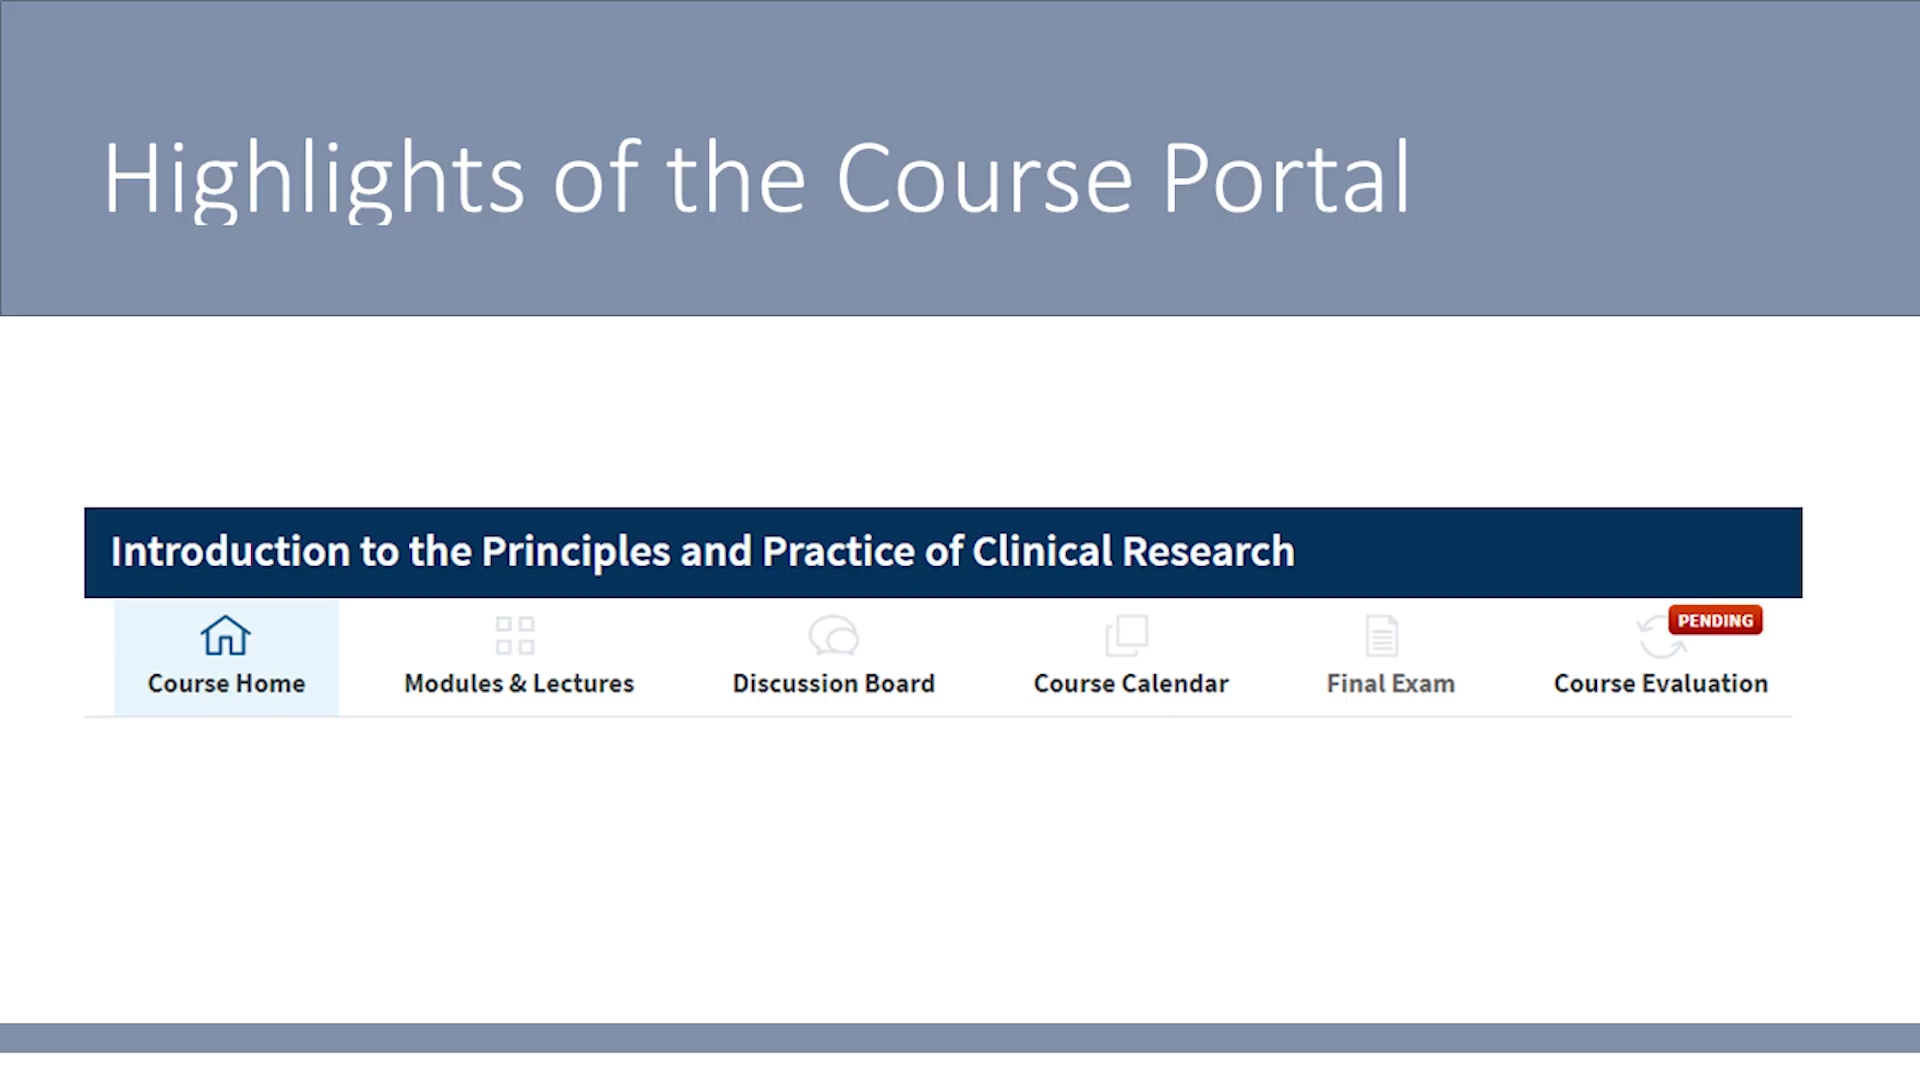 Highlights of the Course Portal
Introduction to the Principles and Practice of Clinical Research
PENDING
Course Home
Modules & Lectures
Discussion Board
Course Calendar
Final Exam
Course Evaluation